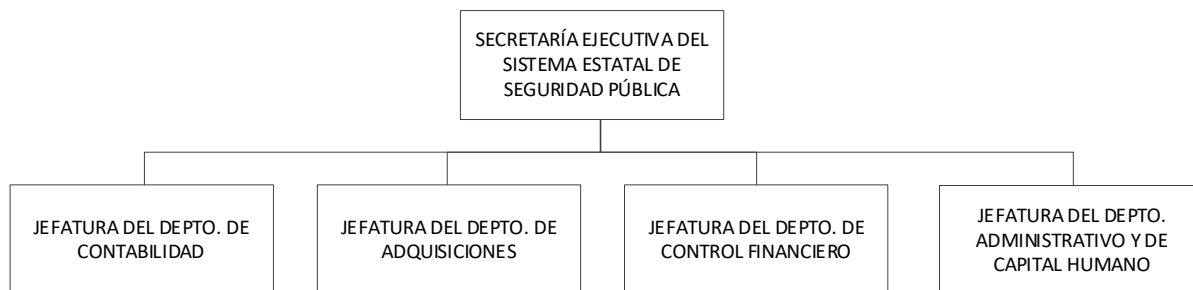 SECRETARÍA EJECUTIVA DEL
SISTEMA ESTATAL DE
SEGURIDAD PÚBLICA
JEFATURA DEL DEPTO. DE
CONTABILIDAD
JEFATURA DEL DEPTO. DE
ADQUISICIONES
JEFATURA DEL DEPTO. DE
CONTROL FINANCIERO
JEFATURA DEL DEPTO.
ADMINISTRATIVO Y DE
CAPITAL HUMANO